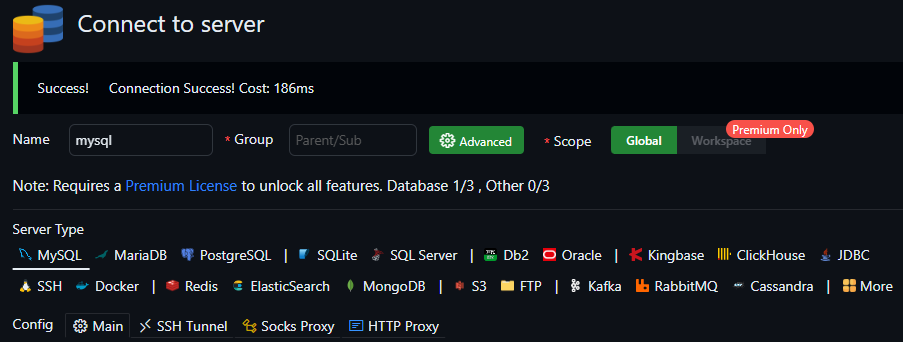 Connect to server
Success! Connection Success! Cost: 186ms
Name mysql * Group Parent/Sub Advanced * Scope Global Workspace Premium Only
Note: Requires a Premium License to unlock all features. Database 1/3 , Other 0/3
Server Type
MySQL MariaDB PostgreSQL | SQLite SQL Server | Db2 Oracle | Kingbase ClickHouse JDBC
SSH Docker | Redis ElasticSearch MongoDB | S3 FTP | Kafka RabbitMQ Cassandra | More
Config Main SSH Tunnel Socks Proxy HTTP Proxy